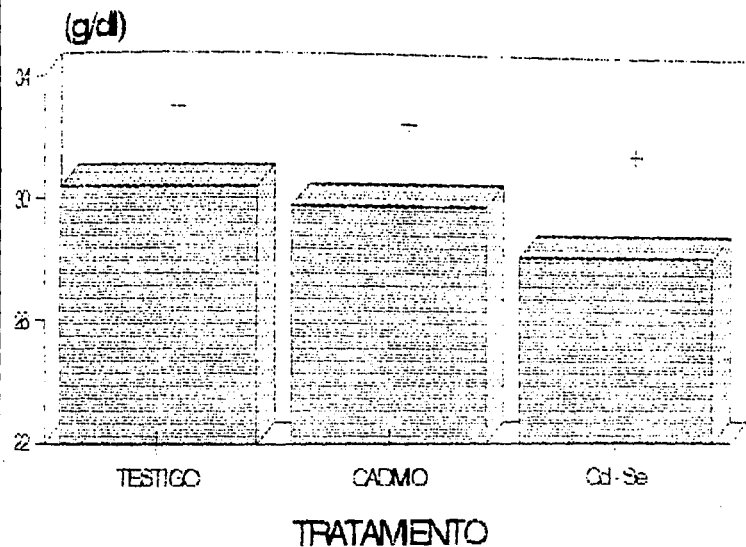 (g/dl)
34
30
26
22
TESTIGO
CADMIO
Cd-Se
TRATAMIENTO